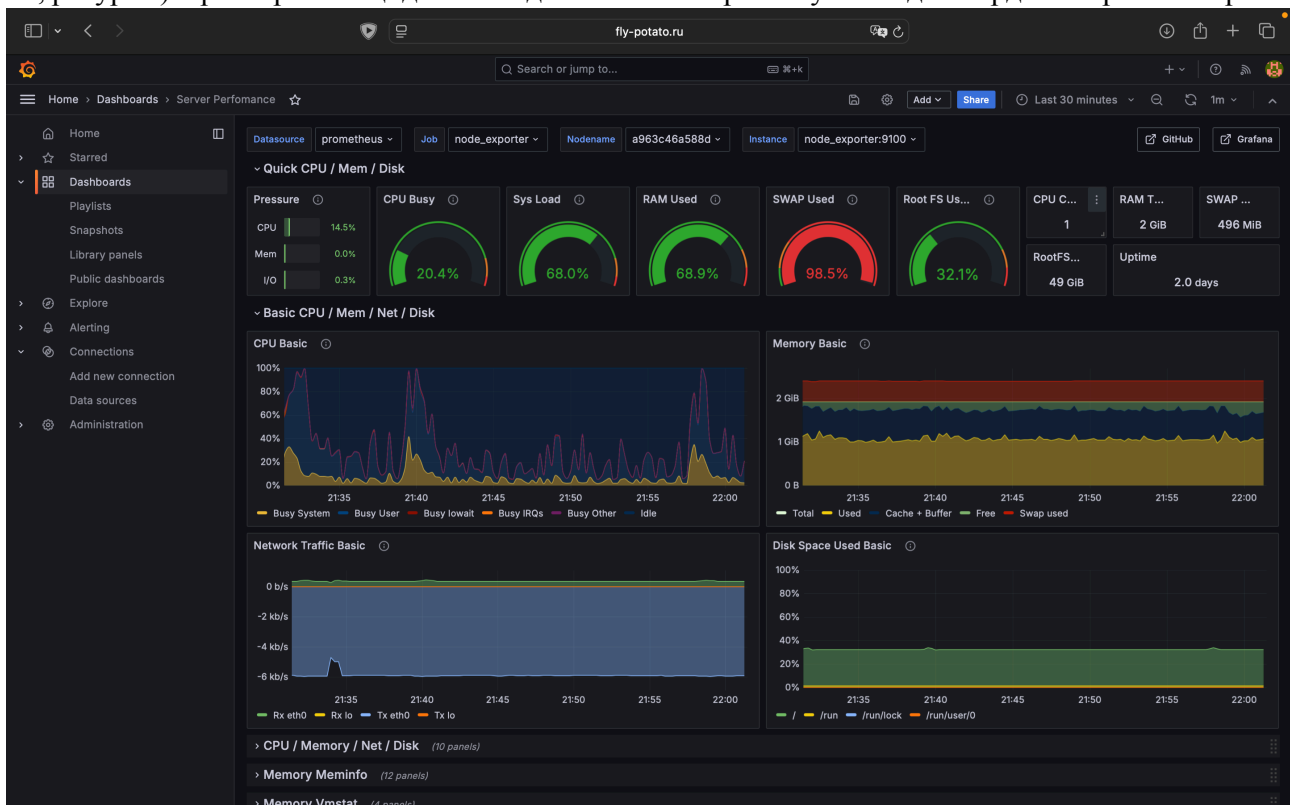 fly-potato.ru
Search or jump to... ⌘+k
Home › Dashboards › Server Perfomance
Add Share Last 30 minutes 1m
Home
Starred
Dashboards
Playlists
Snapshots
Library panels
Public dashboards
Explore
Alerting
Connections
Add new connection
Data sources
Administration
Datasource prometheus Job node_exporter Nodename a963c46a588d Instance node_exporter:9100 GitHub Grafana
Quick CPU / Mem / Disk
Pressure
CPU 14.5%
Mem 0.0%
I/O 0.3%
CPU Busy
20.4%
Sys Load
68.0%
RAM Used
68.9%
SWAP Used
98.5%
Root FS Us...
32.1%
CPU C...
1
RAM T...
2 GiB
SWAP ...
496 MiB
RootFS...
49 GiB
Uptime
2.0 days
Basic CPU / Mem / Net / Disk
CPU Basic
100%
80%
60%
40%
20%
0%
21:35 21:40 21:45 21:50 21:55 22:00
Busy System Busy User Busy Iowait Busy IRQs Busy Other Idle
Memory Basic
2 GiB
1 GiB
0 B
21:35 21:40 21:45 21:50 21:55 22:00
Total Used Cache + Buffer Free Swap used
Network Traffic Basic
0 b/s
-2 kb/s
-4 kb/s
-6 kb/s
21:35 21:40 21:45 21:50 21:55 22:00
Rx eth0 Rx lo Tx eth0 Tx lo
Disk Space Used Basic
100%
80%
60%
40%
20%
0%
21:35 21:40 21:45 21:50 21:55 22:00
/ /run /run/lock /run/user/0
CPU / Memory / Net / Disk (10 panels)
Memory Meminfo (12 panels)
Memory Vmstat (4 panels)